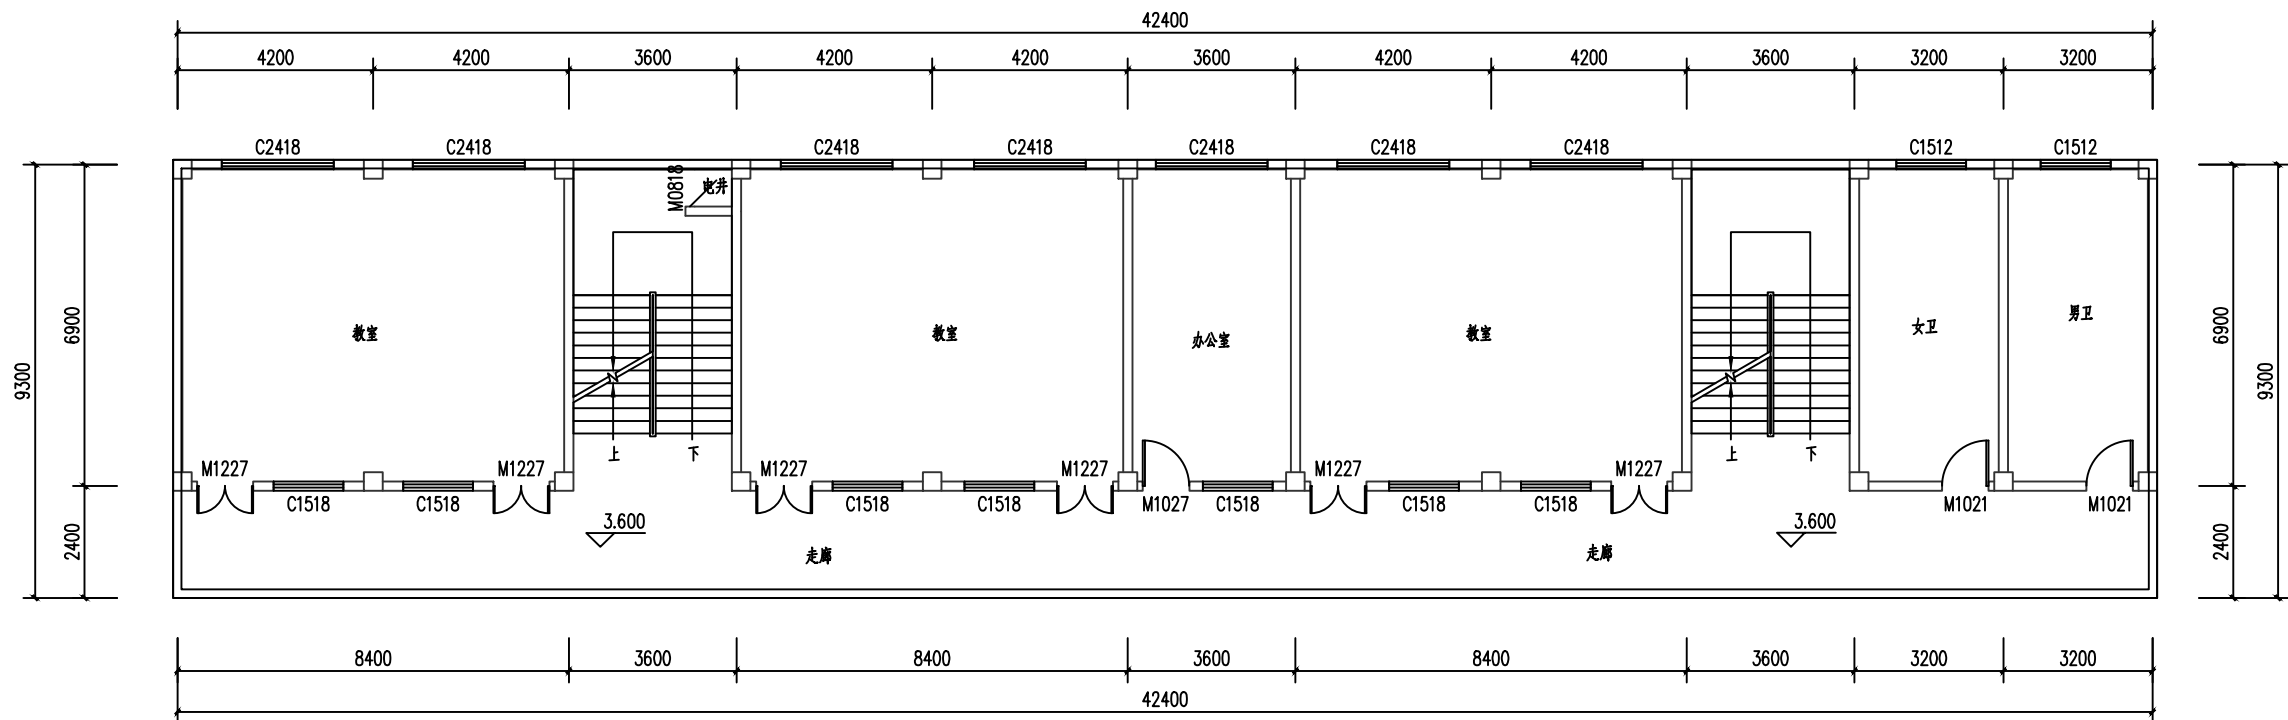 42400
4200 4200 3600 4200 4200 3600 4200 4200 3600 3200 3200
C2418 C2418 C2418 C2418 C2418 C2418 C2418 C1512 C1512
M0818 电井
9300 6900 2400
教室 教室 办公室 教室 女卫 男卫
6900 2400 9300
上 下 上 下
M1227 M1227 M1227 M1227 M1227 M1227
C1518 C1518 C1518 C1518 M1027 C1518 C1518 C1518 M1021 M1021
3.600 3.600
走廊 走廊
8400 3600 8400 3600 8400 3600 3200 3200
42400